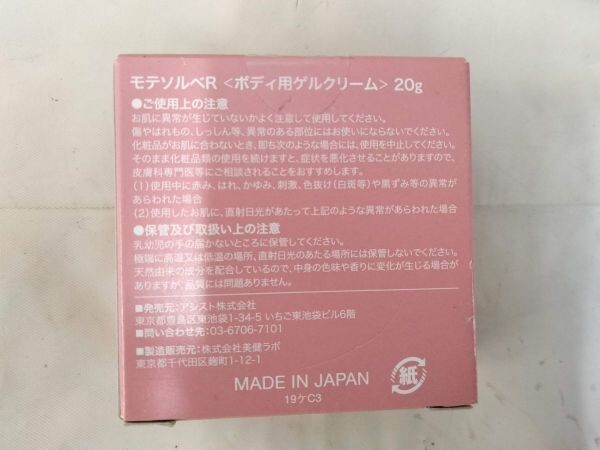 モテソルベR <ボディ用ゲルクリーム> 20g
●ご使用上の注意
お肌に異常が生じていないかよく注意して使用してください。
傷やはれもの、しっしん等、異常のある部位にはお使いにならないでください。
化粧品がお肌に合わないとき、即ち次のような場合には、使用を中止してください。
そのまま化粧品類の使用を続けますと、症状を悪化させることがありますので、
皮膚科専門医等にご相談されることをおすすめします。
(1)使用中に赤み、はれ、かゆみ、刺激、色抜け(白斑等)や黒ずみ等の異常が
あらわれた場合
(2)使用したお肌に、直射日光があたって上記のような異常があらわれた場合
●保管及び取扱い上の注意
乳幼児の手の届かないところに保管してください。
極端に高温又は低温の場所、直射日光のあたる場所には保管しないでください。
天然由来の成分を配合しているので、中身の色味や香りに変化が生じる場合が
ありますが、品質には問題ありません。
■発売元:アシスト株式会社
東京都豊島区東池袋1-34-5 いちご東池袋ビル6階
■問い合わせ先:03-6706-7101
■製造販売元:株式会社美健ラボ
東京都千代田区麹町1-12-1
紙
MADE IN JAPAN
19ケC3